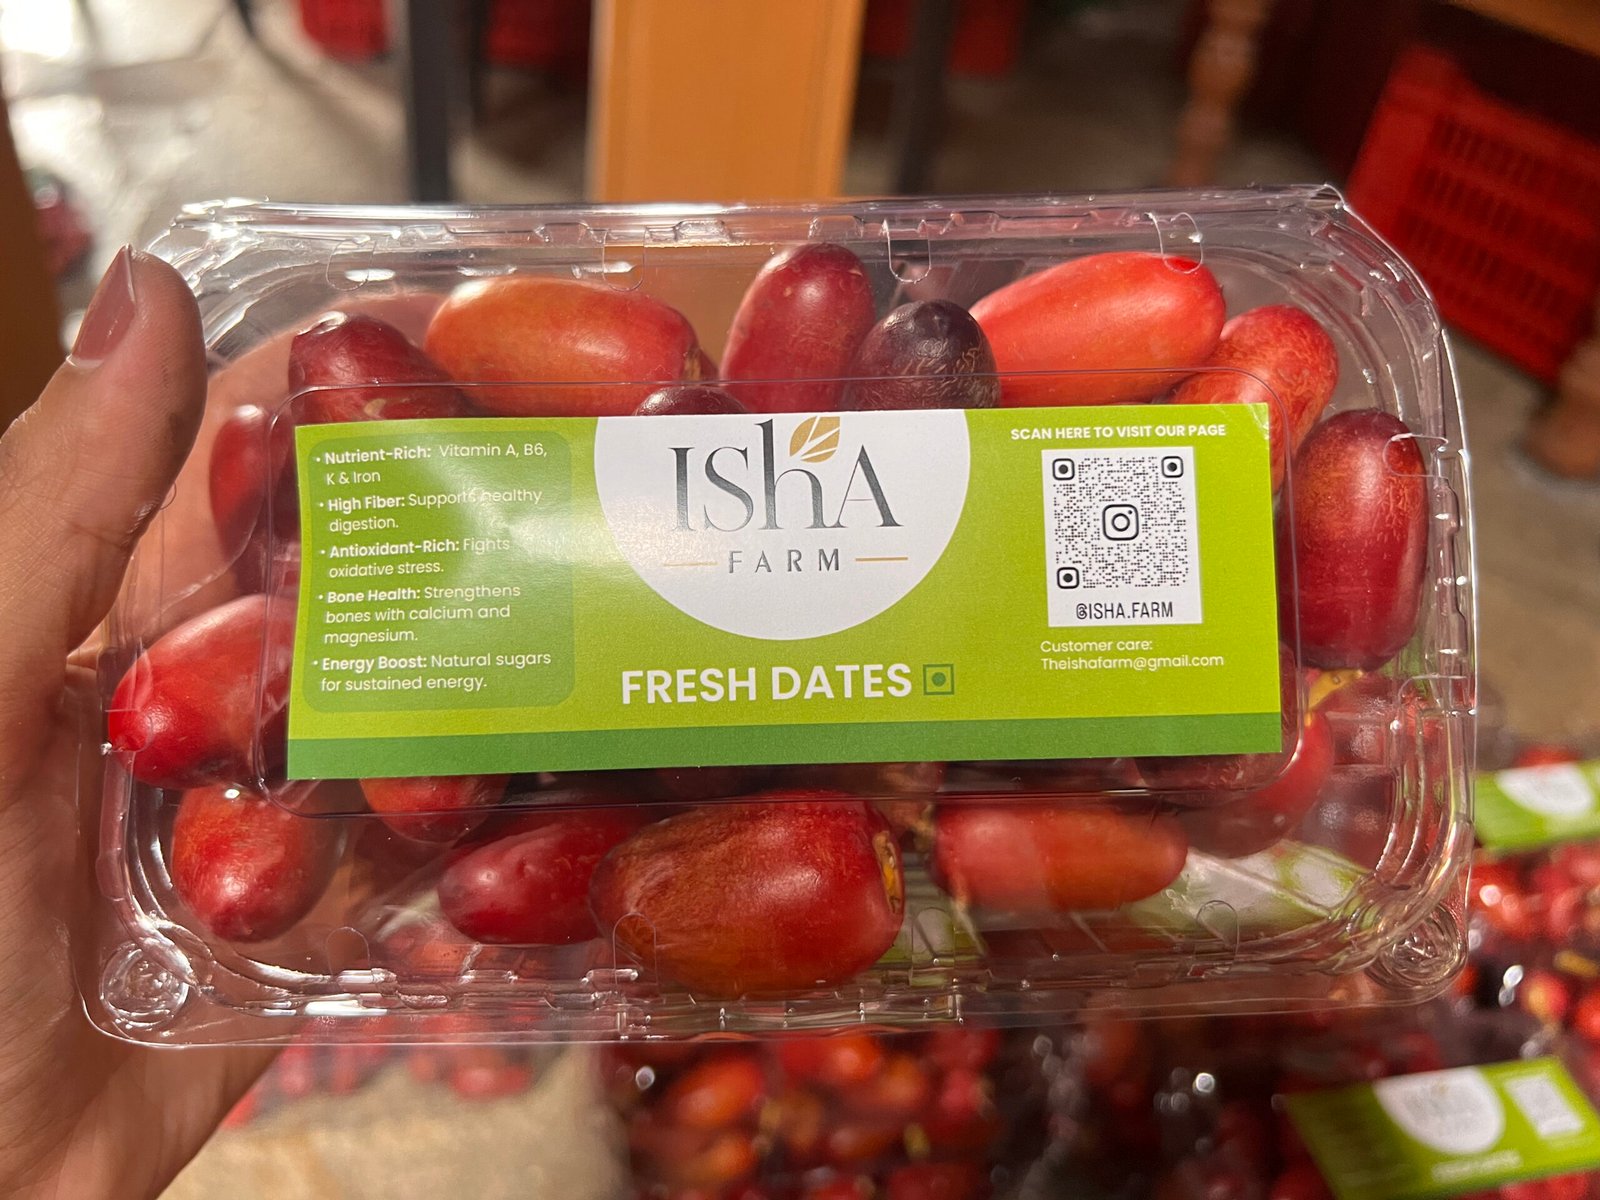 • Nutrient-Rich: Vitamin A, B6,
K & Iron
• High Fiber: Supports healthy
digestion.
• Antioxidant-Rich: Fights
oxidative stress.
• Bone Health: Strengthens
bones with calcium and
magnesium.
• Energy Boost: Natural sugars
for sustained energy.
IShA
FARM
FRESH DATES
SCAN HERE TO VISIT OUR PAGE
@ISHA.FARM
Customer care:
Theishafarm@gmail.com